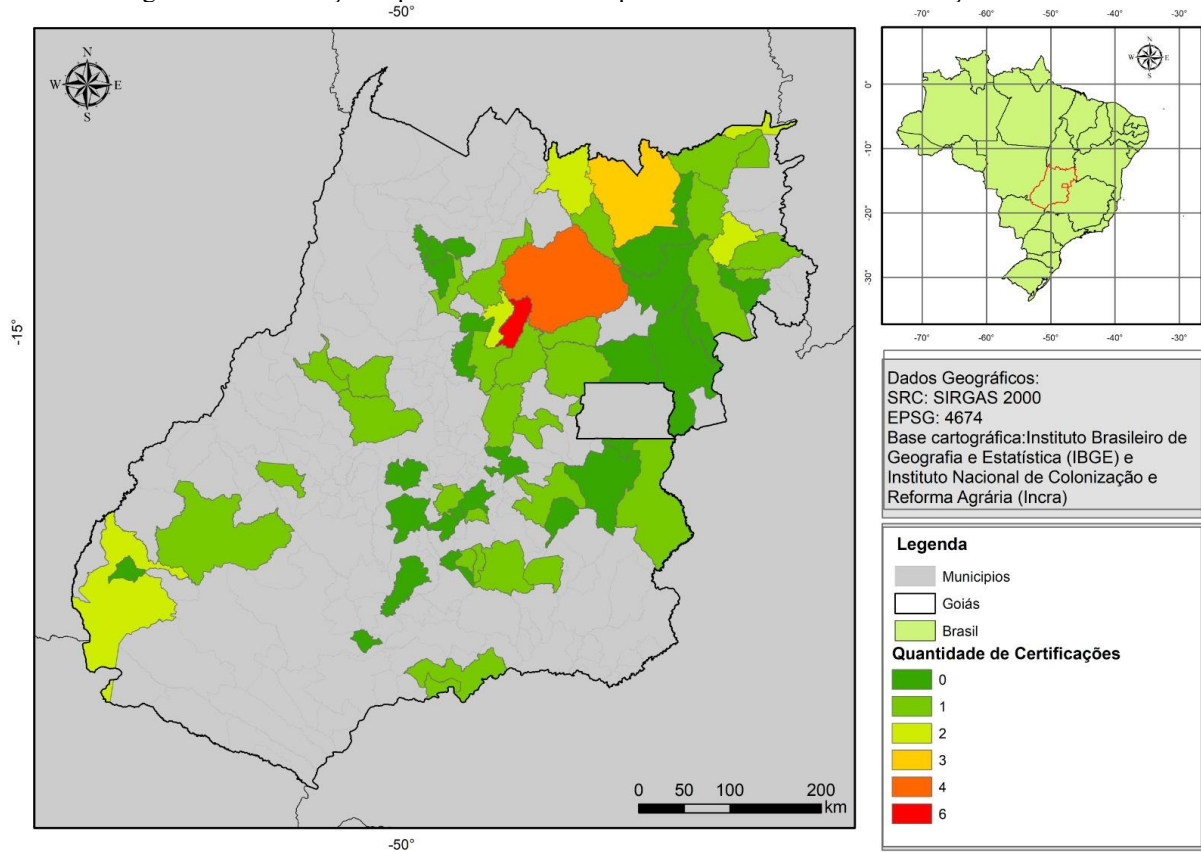 -50°
N
W E
S
-15°
0 50 100 200
km
-50°
-70° -60° -50° -40° -30°
0°
-10°
-20°
-30°
-70° -60° -50° -40° -30°
Dados Geográficos:
SRC: SIRGAS 2000
EPSG: 4674
Base cartográfica:Instituto Brasileiro de
Geografia e Estatística (IBGE) e
Instituto Nacional de Colonização e
Reforma Agrária (Incra)
Legenda
Municipios
Goiás
Brasil
Quantidade de Certificações
0
1
2
3
4
6